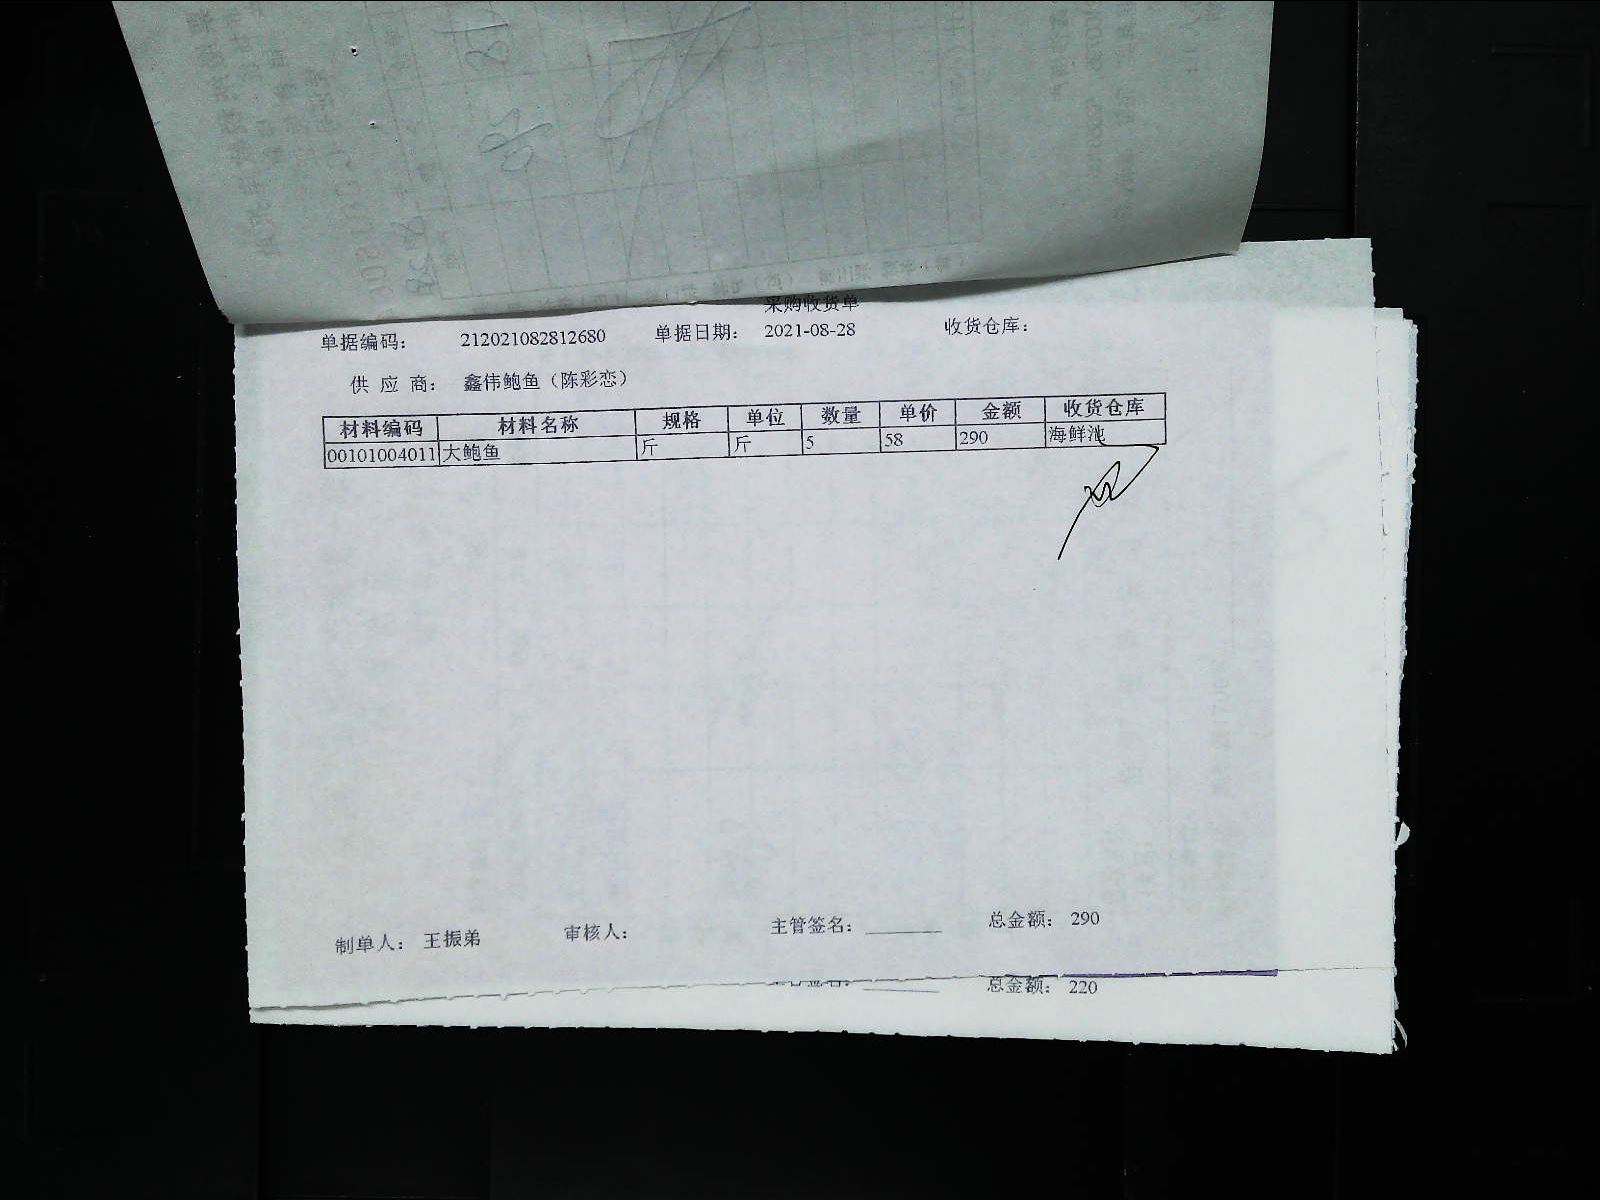 采购收货单
单据编码: 212021082812680 单据日期: 2021-08-28 收货仓库:
供 应 商: 鑫伟鲍鱼（陈彩恋）
材料编码 材料名称 规格 单位 数量 单价 金额 收货仓库
00101004011 大鲍鱼 斤 斤 5 58 290 海鲜池
制单人: 王振弟 审核人: 主管签名: ______ 总金额: 290
总金额: 220